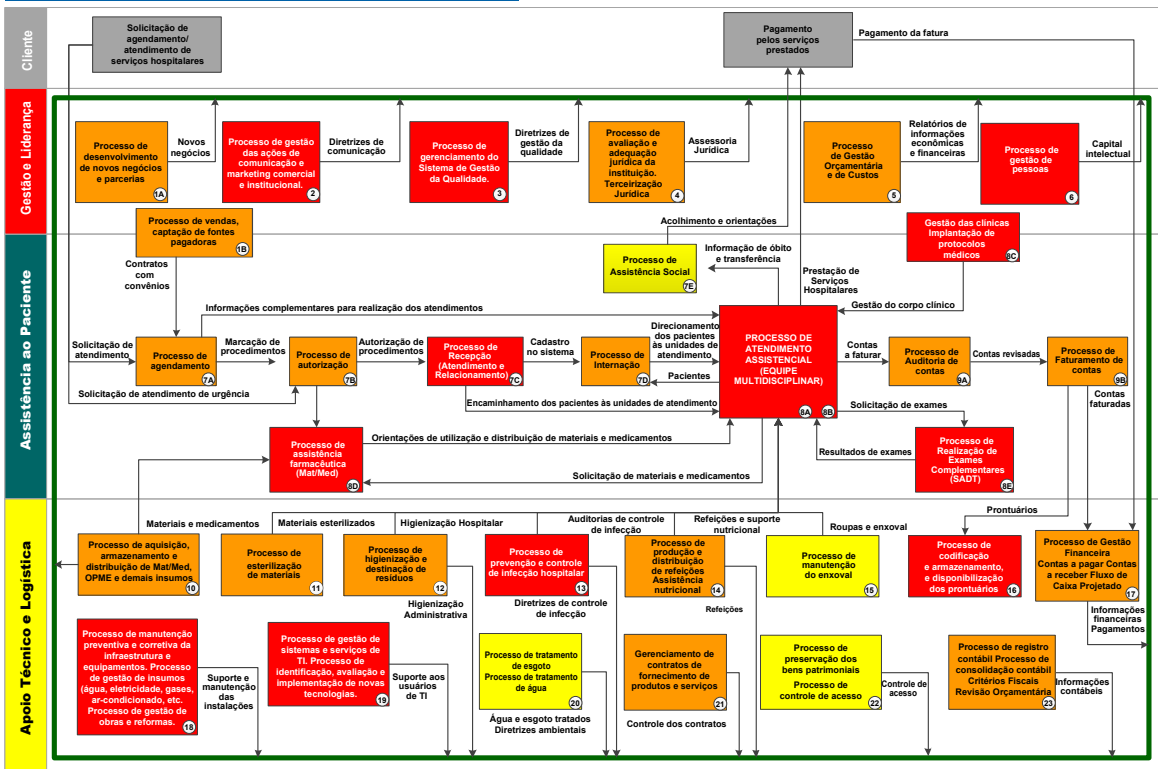 Cliente
Solicitação de
agendamento/
atendimento de
serviços hospitalares
Pagamento
pelos serviços
prestados
Pagamento da fatura
Gestão e Liderança
Processo de
desenvolvimento
de novos negócios
e parcerias
1A
Novos
negócios
Processo de gestão
das ações de
comunicação e
marketing comercial
e institucional.
2
Diretrizes de
comunicação
Processo de
gerenciamento do
Sistema de Gestão
da Qualidade.
3
Diretrizes de
gestão da
qualidade
Processo de
avaliação e
adequação
jurídica da
instituição.
Terceirização
Jurídica
4
Assessoria
Jurídica
Processo
de Gestão
Orçamentária
e de Custos
5
Relatórios de
informações
econômicas
e financeiras
Processo de
gestão de
pessoas
6
Capital
intelectual
Processo de vendas,
captação de fontes
pagadoras
1B
Acolhimento e orientações
Gestão das clínicas
Implantação de
protocolos
médicos
8C
Assistência ao Paciente
Contratos
com
convênios
Processo de
Assistência Social
7E
Informação de óbito
e transferência
Prestação de
Serviços
Hospitalares
Gestão do corpo clínico
Informações complementares para realização dos atendimentos
Solicitação de
atendimento
Processo de
agendamento
7A
Marcação de
procedimentos
Processo de
autorização
7B
Autorização de
procedimentos
Processo de
Recepção
(Atendimento e
Relacionamento)
7C
Cadastro
no sistema
Processo de
Internação
7D
Direcionamento
dos pacientes
às unidades de
atendimento
Pacientes
PROCESSO DE
ATENDIMENTO
ASSISTENCIAL
(EQUIPE
MULTIDISCIPLINAR)
8A
8B
Contas
a faturar
Processo de
Auditoria de
contas
9A
Contas revisadas
Processo de
Faturamento de
contas
9B
Solicitação de atendimento de urgência
Encaminhamento dos pacientes às unidades de atendimento
Solicitação de exames
Contas
faturadas
Processo de
assistência
farmacêutica
(Mat/Med)
8D
Orientações de utilização e distribuição de materiais e medicamentos
Solicitação de materiais e medicamentos
Resultados de exames
Processo de
Realização de
Exames
Complementares
(SADT)
8E
Apoio Técnico e Logística
Materiais e medicamentos
Materiais esterilizados
Higienização Hospitalar
Auditorias de controle
de infecção
Refeições e suporte
nutricional
Roupas e enxoval
Prontuários
Processo de aquisição,
armazenamento e
distribuição de Mat/Med,
OPME e demais insumos
10
Processo de
esterilização
de materiais
11
Processo de
higienização e
destinação de
resíduos
12
Processo de
prevenção e controle
de infecção hospitalar
13
Processo de
produção e
distribuição
de refeições
Assistência
nutricional
14
Processo de
manutenção
do enxoval
15
Processo de
codificação
e armazenamento,
e disponibilização
dos prontuários
16
Processo de Gestão
Financeira
Contas a pagar Contas
a receber Fluxo de
Caixa Projetado
17
Higienização
Administrativa
Diretrizes de controle
de infecção
Refeições
Informações
financeiras
Pagamentos
Processo de manutenção
preventiva e corretiva da
infraestrutura e
equipamentos. Processo
de gestão de insumos
(água, eletricidade, gases,
ar-condicionado, etc.
Processo de gestão de
obras e reformas.
18
Suporte e
manutenção
das
instalações
Processo de gestão de
sistemas e serviços de
TI. Processo de
identificação, avaliação e
implementação de novas
tecnologias.
19
Suporte aos
usuários
de TI
Processo de tratamento
de esgoto
Processo de tratamento
de água
20
Água e esgoto tratados
Diretrizes ambientais
Gerenciamento de
contratos de
fornecimento de
produtos e serviços
21
Controle dos contratos
Processo de
preservação dos
bens patrimoniais
Processo de
controle de acesso
22
Controle de
acesso
Processo de registro
contábil Processo de
consolidação contábil
Critérios Fiscais
Revisão Orçamentária
23
Informações
contábeis